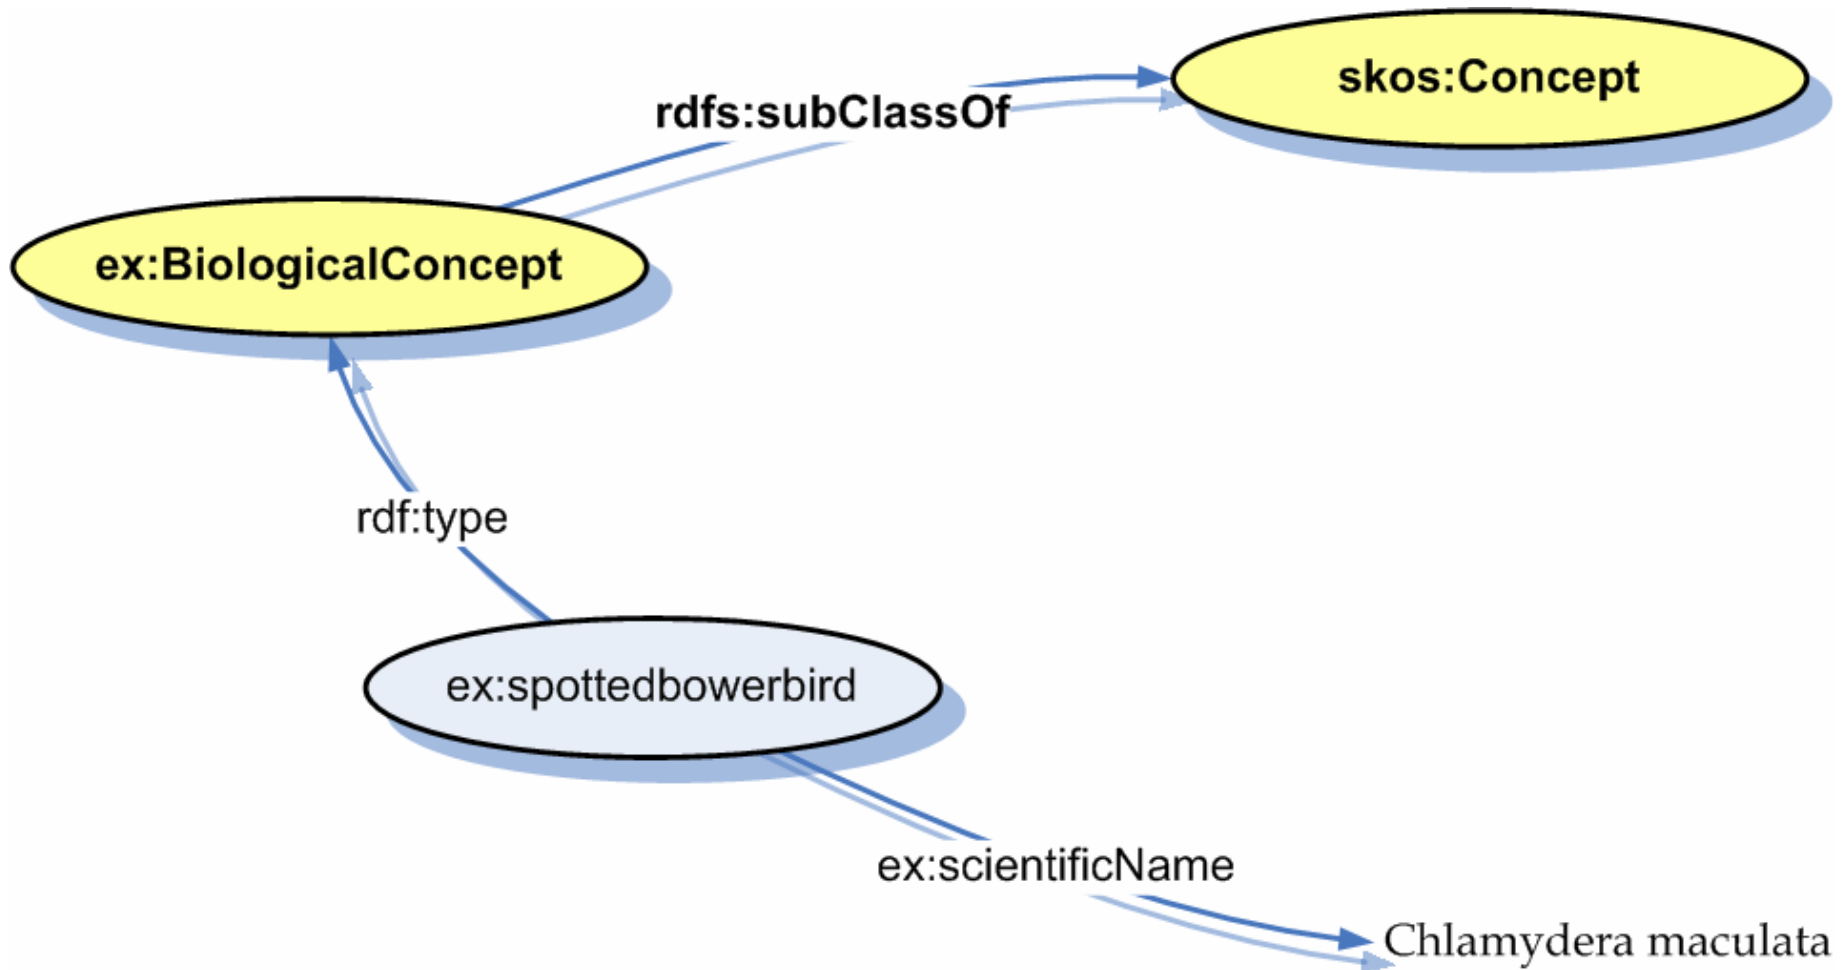 skos:Concept
rdfs:subClassOf
ex:BiologicalConcept
rdf:type
ex:spottedbowerbird
ex:scientificName
Chlamydera maculata